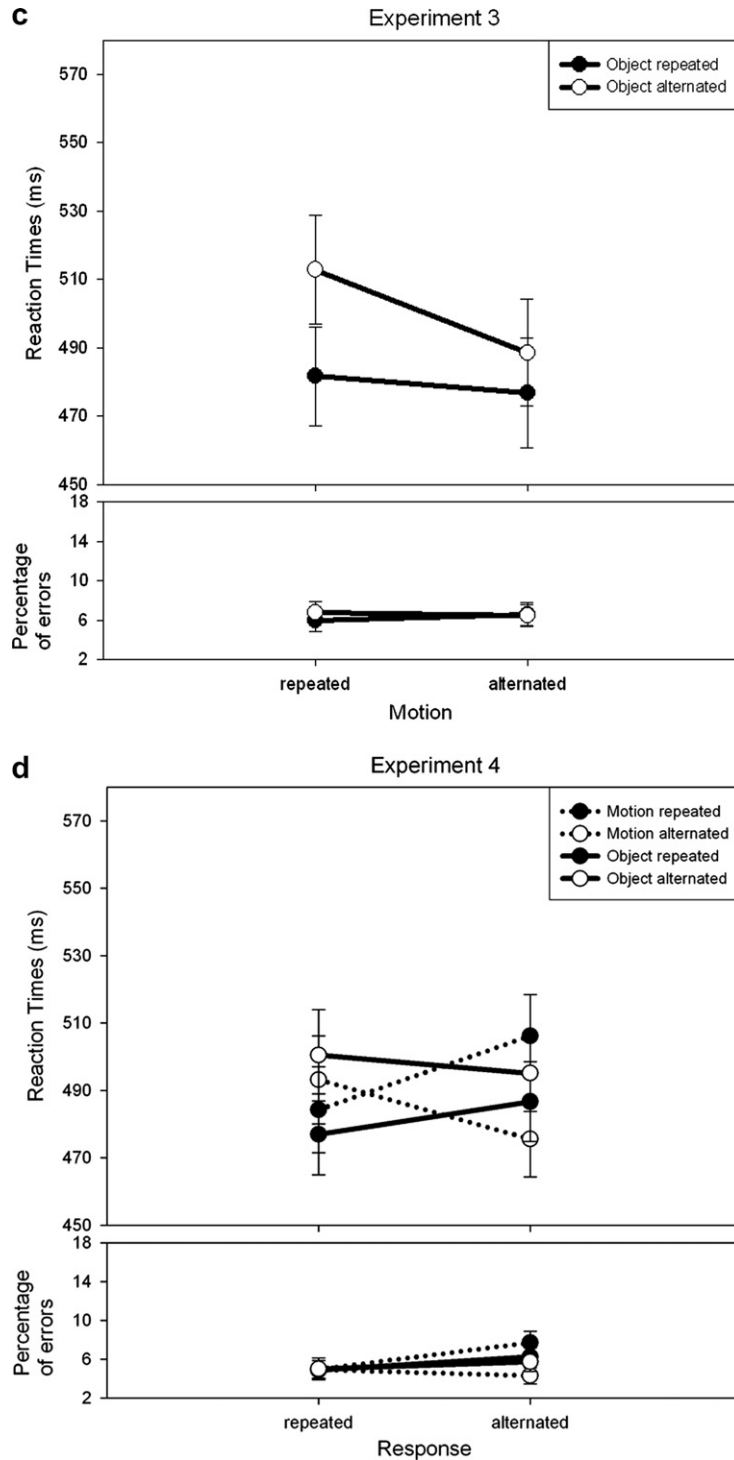 c
Experiment 3
Object repeated
Object alternated
570
550
530
510
490
470
450
Reaction Times (ms)
18
14
10
6
2
Percentage
of errors
repeated alternated
Motion
d
Experiment 4
Motion repeated
Motion alternated
Object repeated
Object alternated
570
550
530
510
490
470
450
Reaction Times (ms)
18
14
10
6
2
Percentage
of errors
repeated alternated
Response